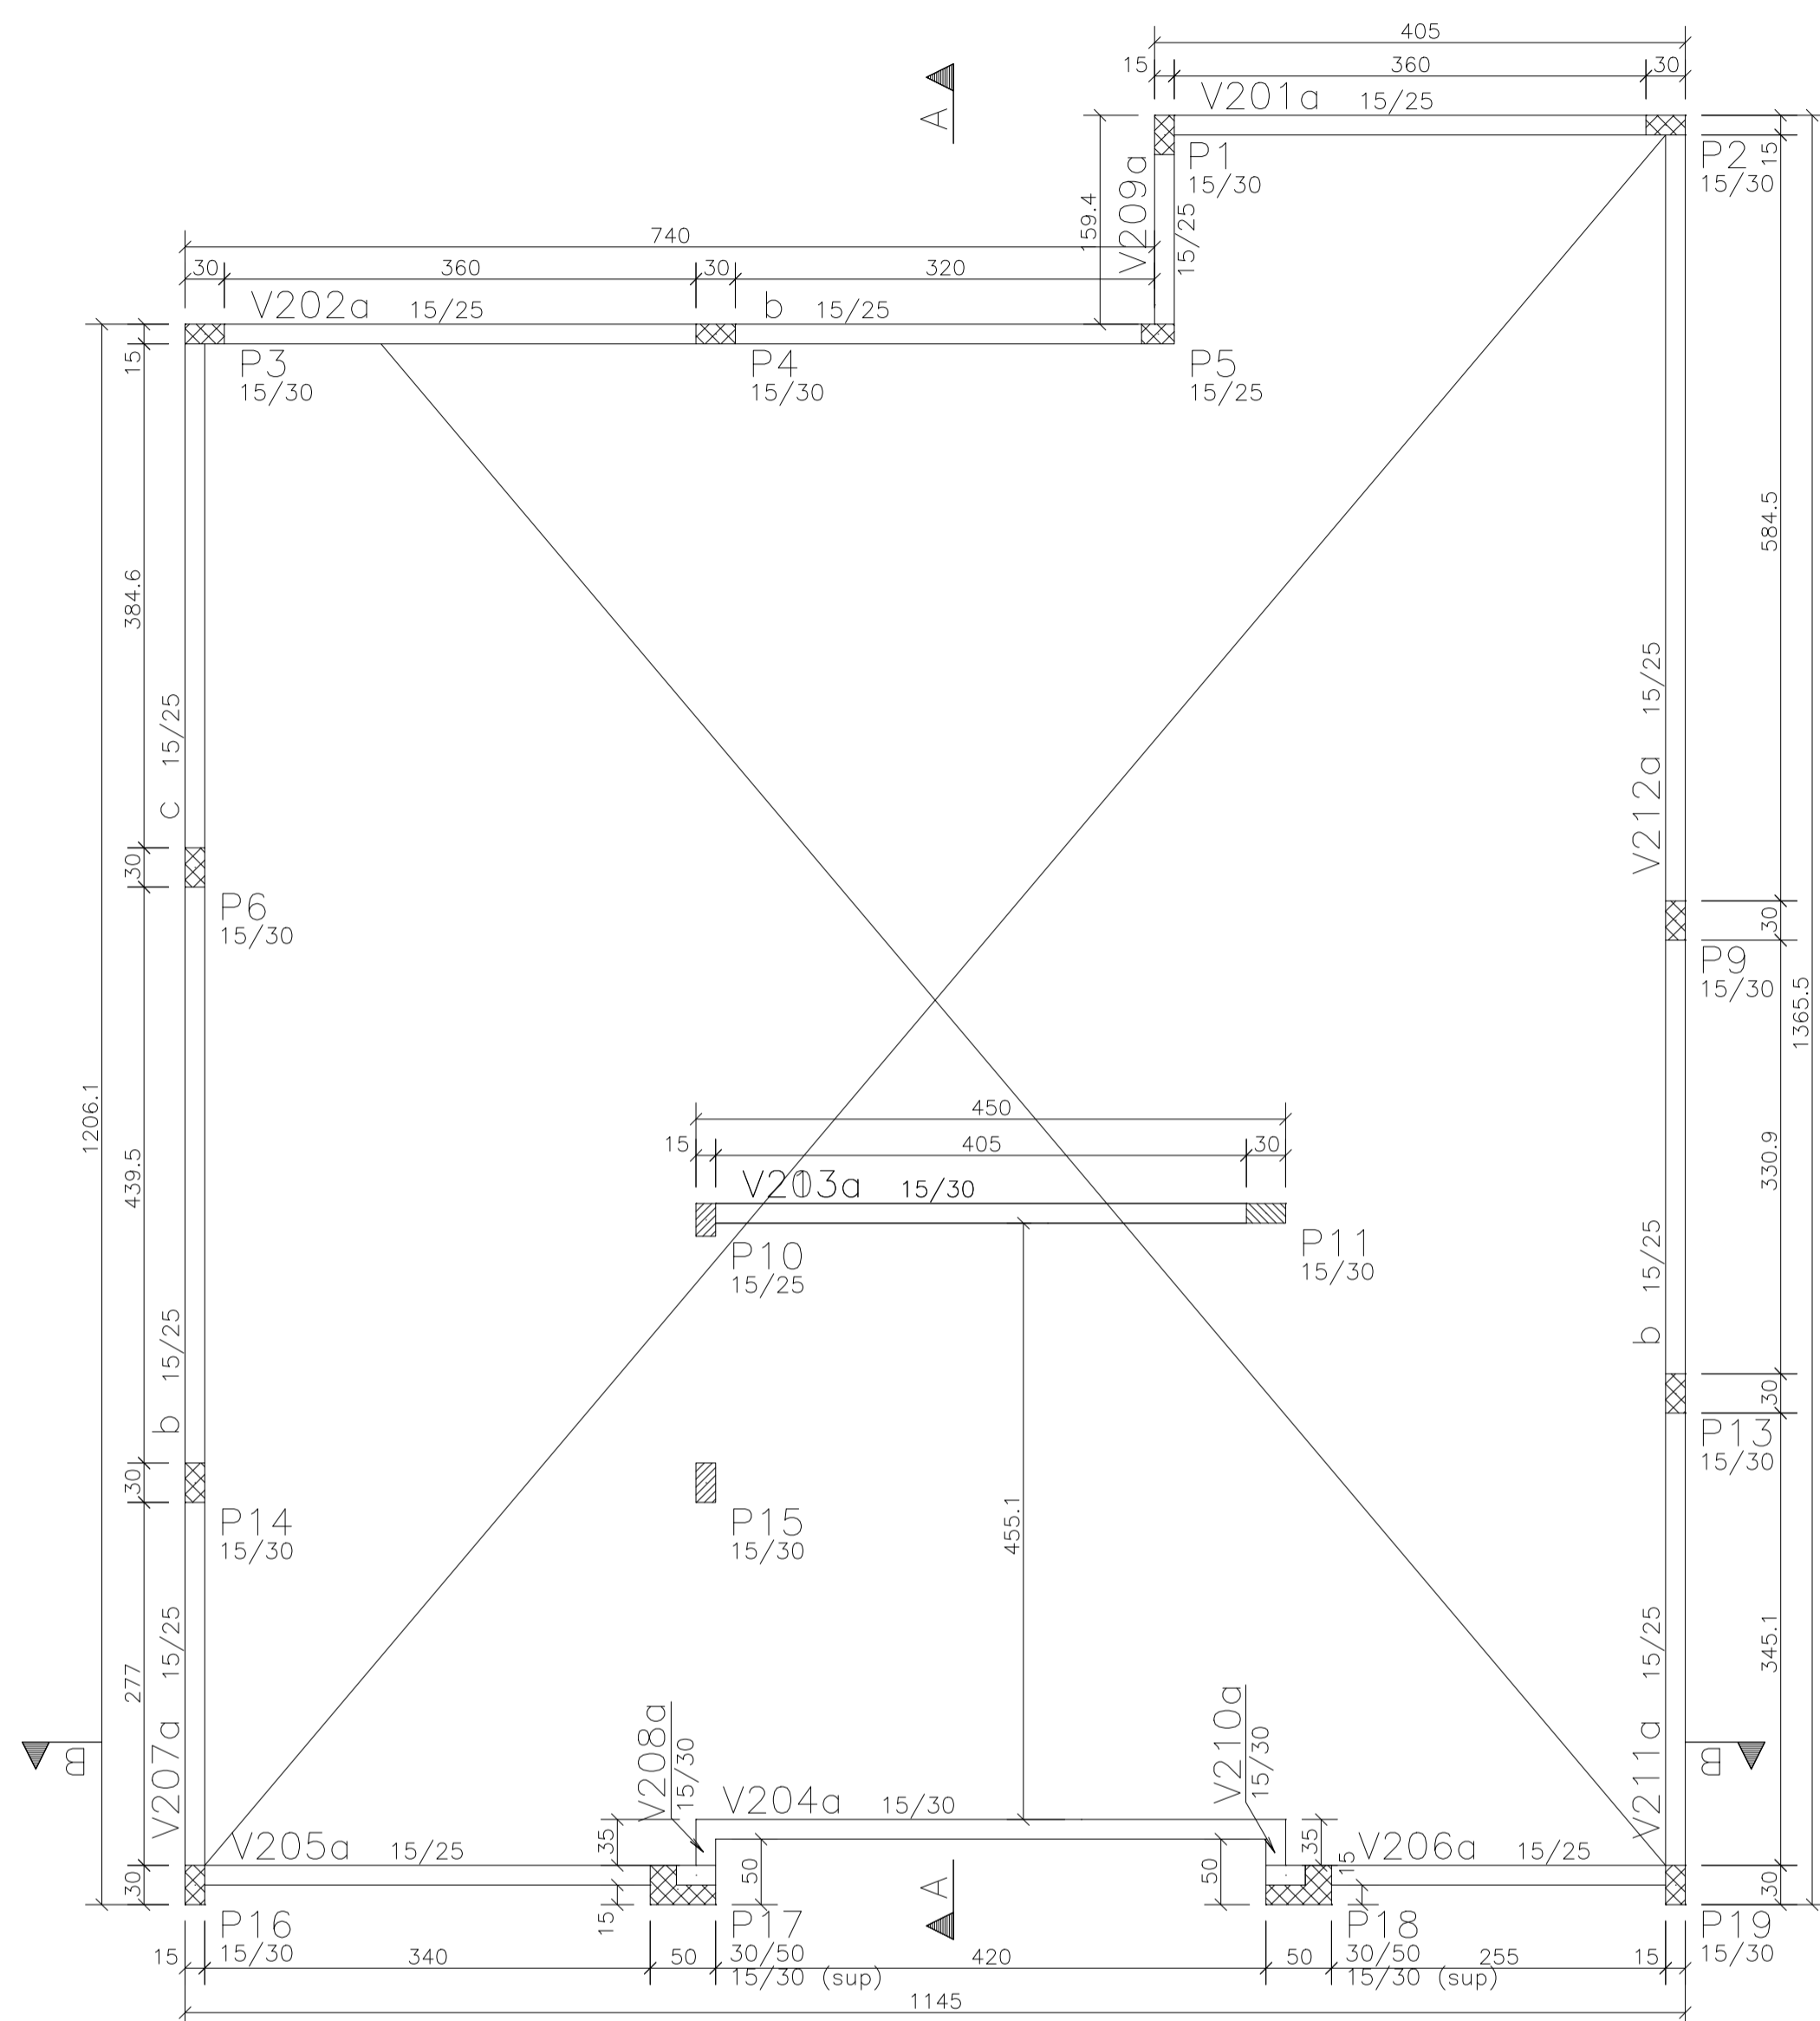 405
15 360 30
V201a 15/25
A
P1
15/30
P2
15/30
15
V209a
15/25
159.4
740
30 360 30 320
V202a 15/25 b 15/25
15
P3
15/30
P4
15/30
P5
15/25
384.6
584.5
c 15/25
V212a 15/25
30
P6
15/30
30
P9
15/30
1365.5
1206.1
439.5
450
15 405 30
330.9
V203a 15/30
P10
15/25
P11
15/30
b 15/25
b 15/25
30
P13
15/30
30
P14
15/30
P15
15/30
455.1
277
345.1
V207a 15/25
V211a 15/25
B
B
V208a
15/30
V210a
15/30
V204a 15/30
35
35
V205a 15/25
V206a 15/25
50
50
15
15
A
30
30
P16
15/30
P17
30/50
15/30 (sup)
P18
30/50
15/30 (sup)
P19
15/30
15 340 50 420 50 255 15
1145